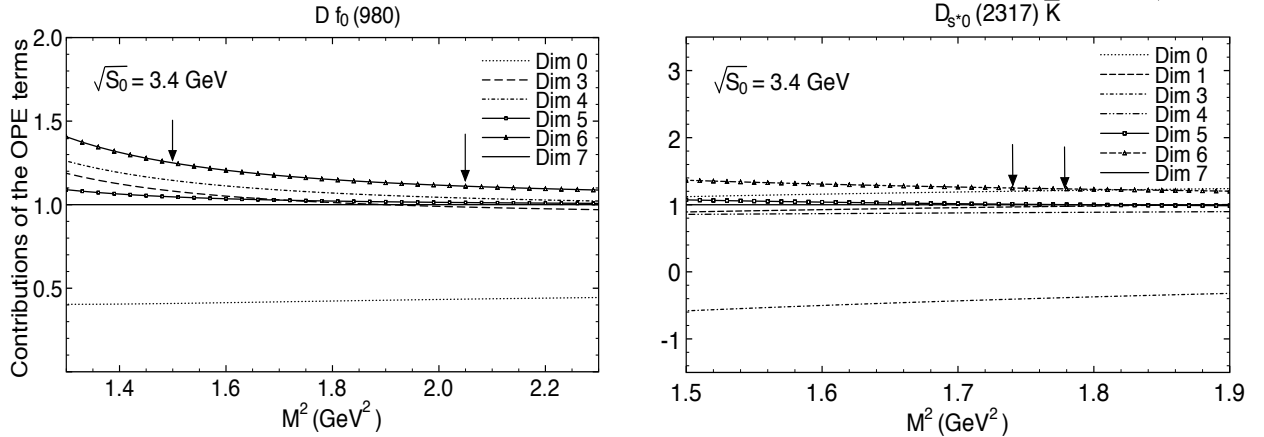 D f0 (980)
Contributions of the OPE terms
2.0
1.5
1.0
0.5
√S0 = 3.4 GeV
Dim 0
Dim 3
Dim 4
Dim 5
Dim 6
Dim 7
1.4 1.6 1.8 2.0 2.2
M² (GeV²)
Ds*0 (2317) K̅
3
2
1
0
-1
√S0 = 3.4 GeV
Dim 0
Dim 1
Dim 3
Dim 4
Dim 5
Dim 6
Dim 7
1.5 1.6 1.7 1.8 1.9
M² (GeV²)